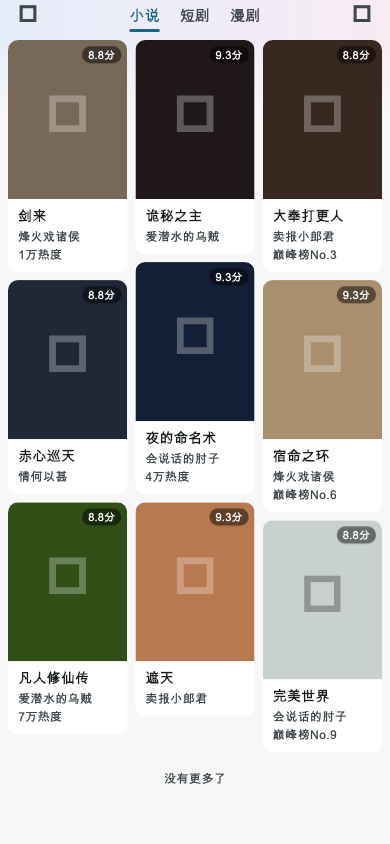 小说
短剧
漫剧
8.8分
剑来
烽火戏诸侯
1万热度
9.3分
诡秘之主
爱潜水的乌贼
8.8分
大奉打更人
卖报小郎君
巅峰榜No.3
8.8分
赤心巡天
情何以甚
9.3分
夜的命名术
会说话的肘子
4万热度
9.3分
宿命之环
烽火戏诸侯
巅峰榜No.6
8.8分
凡人修仙传
爱潜水的乌贼
7万热度
9.3分
遮天
卖报小郎君
8.8分
完美世界
会说话的肘子
巅峰榜No.9
没有更多了